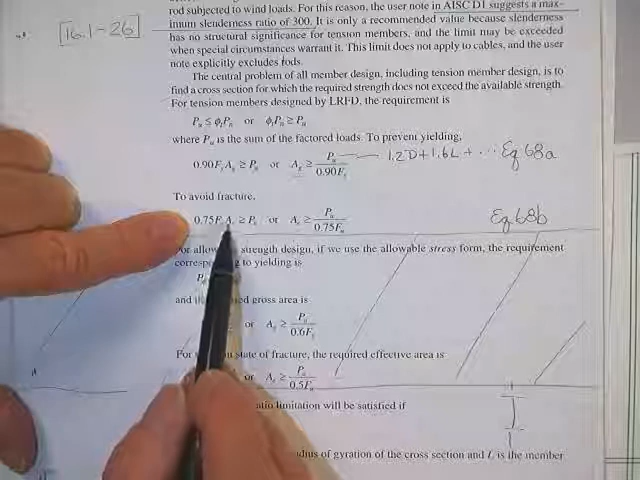 rod subjected to wind loads. For this reason, the user note in AISC D1 suggests a max-
imum slenderness ratio of 300. It is only a recommended value because slenderness
[16.1-26]
has no structural significance for tension members, and the limit may be exceeded
when special circumstances warrant it. This limit does not apply to cables, and the user
note explicitly excludes rods.
The central problem of all member design, including tension member design, is to
find a cross section for which the required strength does not exceed the available strength.
For tension members designed by LRFD, the requirement is
Pu ≤ ϕtPn or ϕtPn ≥ Pu
where Pu is the sum of the factored loads. To prevent yielding,
0.90FyAg ≥ Pu or Ag ≥ Pu/0.90Fy 1.2D+1.6L+ ··· Eq 68a
To avoid fracture,
0.75FuAe ≥ Pu or Ae ≥ Pu/0.75Fu Eq 68b
For allow strength design, if we use the allowable stress form, the requirement
correspon to yielding is
P
and th ed gross area is
or Ag ≥ Pa/0.6Fy
For state of fracture, the required effective area is
or Ae ≥ Pa/0.5Fu
ratio limitation will be satisfied if
radius of gyration of the cross section and L is the member